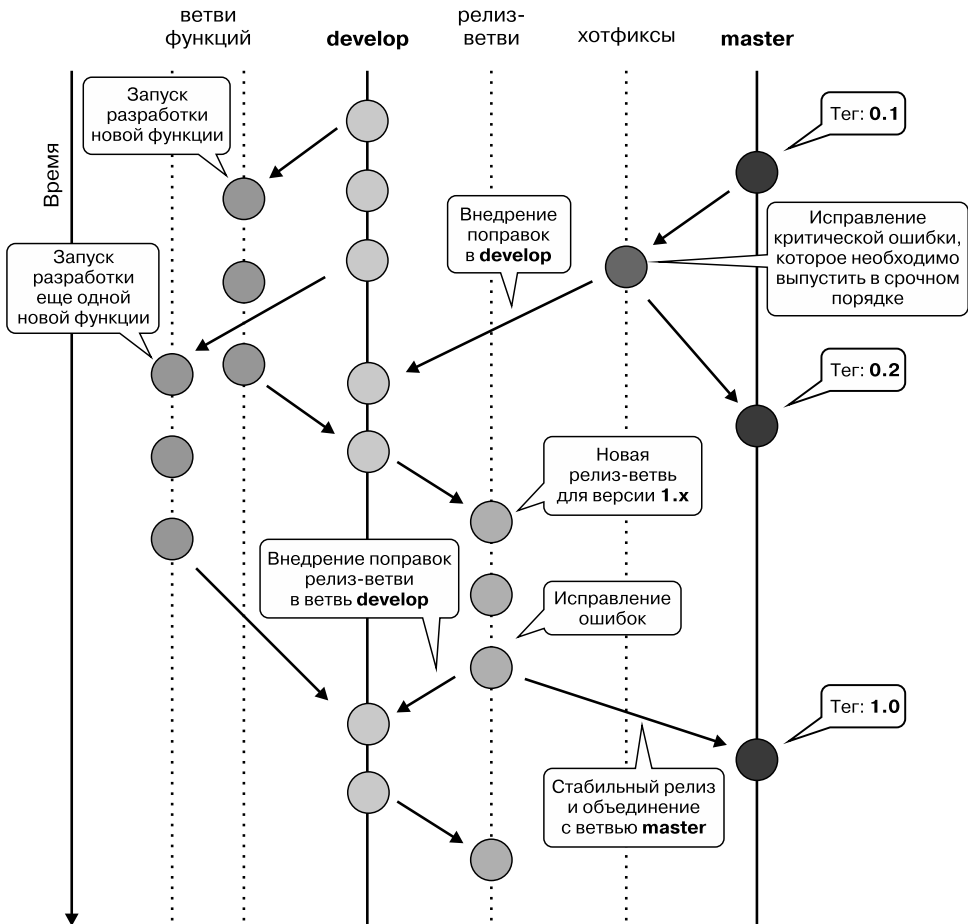 ветви
функций
develop
релиз-
ветви
хотфиксы
master
Время
Запуск
разработки
новой функции
Тег: 0.1
Внедрение
поправок
в develop
Исправление
критической ошибки,
которое необходимо
выпустить в срочном
порядке
Запуск
разработки
еще одной
новой функции
Тег: 0.2
Новая
релиз-ветвь
для версии 1.x
Внедрение поправок
релиз-ветви
в ветвь develop
Исправление
ошибок
Тег: 1.0
Стабильный релиз
и объединение
с ветвью master